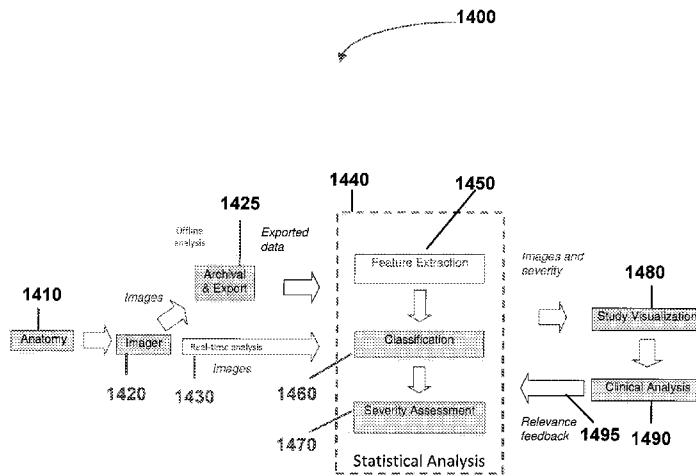 1400
1440
1450
1425
Offline
analysis
Exported
data
Feature Extraction
Images and
severity
1480
1410
Images
Archival
& Export
Study Visualization
Anatomy
Imager
Real-time analysis
Images
Classification
1420
1430
1460
Clinical Analysis
Severity Assessment
Relevance
feedback
1495
1490
1470
Statistical Analysis